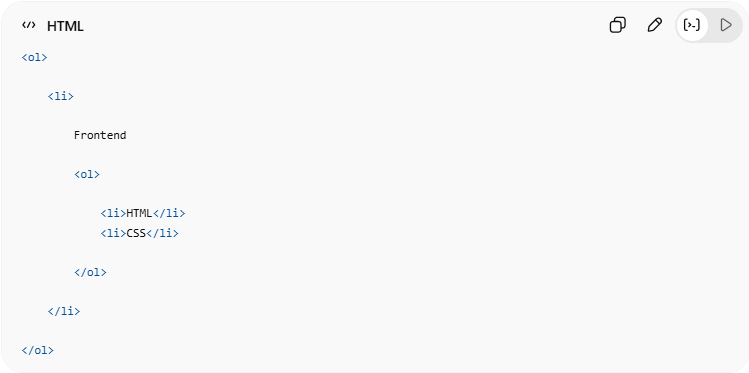 HTML
<ol>
<li>
Frontend
<ol>
<li>HTML</li>
<li>CSS</li>
</ol>
</li>
</ol>